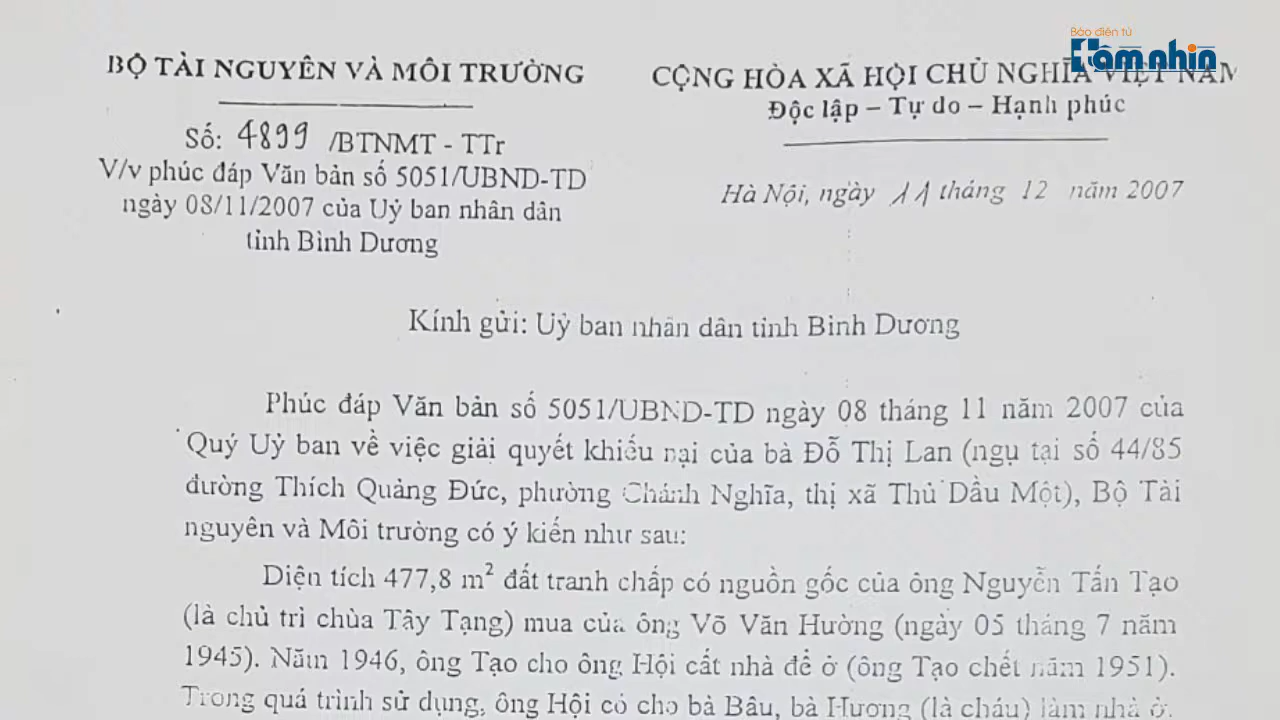 Báo điện tử
Tầm nhìn
BỘ TÀI NGUYÊN VÀ MÔI TRƯỜNG
CỘNG HÒA XÃ HỘI CHỦ NGHĨA VIỆT NAM
Độc lập – Tự do – Hạnh phúc
Số: 4899 /BTNMT - TTr
V/v phúc đáp Văn bản số 5051/UBND-TD
ngày 08/11/2007 của Uỷ ban nhân dân
tỉnh Bình Dương
Hà Nội, ngày 11 tháng 12 năm 2007
Kính gửi: Uỷ ban nhân dân tỉnh Bình Dương
Phúc đáp Văn bản số 5051/UBND-TD ngày 08 tháng 11 năm 2007 của
Quý Uỷ ban về việc giải quyết khiếu nại của bà Đỗ Thị Lan (ngụ tại số 44/85
đường Thích Quảng Đức, phường Chánh Nghĩa, thị xã Thủ Dầu Một), Bộ Tài
nguyên và Môi trường có ý kiến như sau:
Diện tích 477,8 m² đất tranh chấp có nguồn gốc của ông Nguyễn Tấn Tạo
(là chủ trì chùa Tây Tạng) mua của ông Võ Văn Hường (ngày 05 tháng 7 năm
1945). Năm 1946, ông Tạo cho ông Hội cất nhà để ở (ông Tạo chết năm 1951).
Trong quá trình sử dụng, ông Hội có cho bà Bâu, bà Hương (là cháu) làm nhà ở.